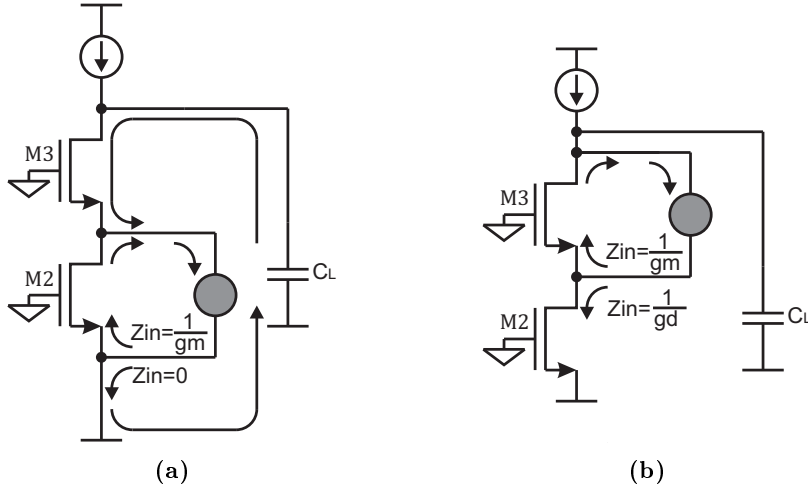 M3
M2
Zin=1/gm
Zin=0
CL
(a)
M3
Zin=1/gm
M2
Zin=1/gd
CL
(b)